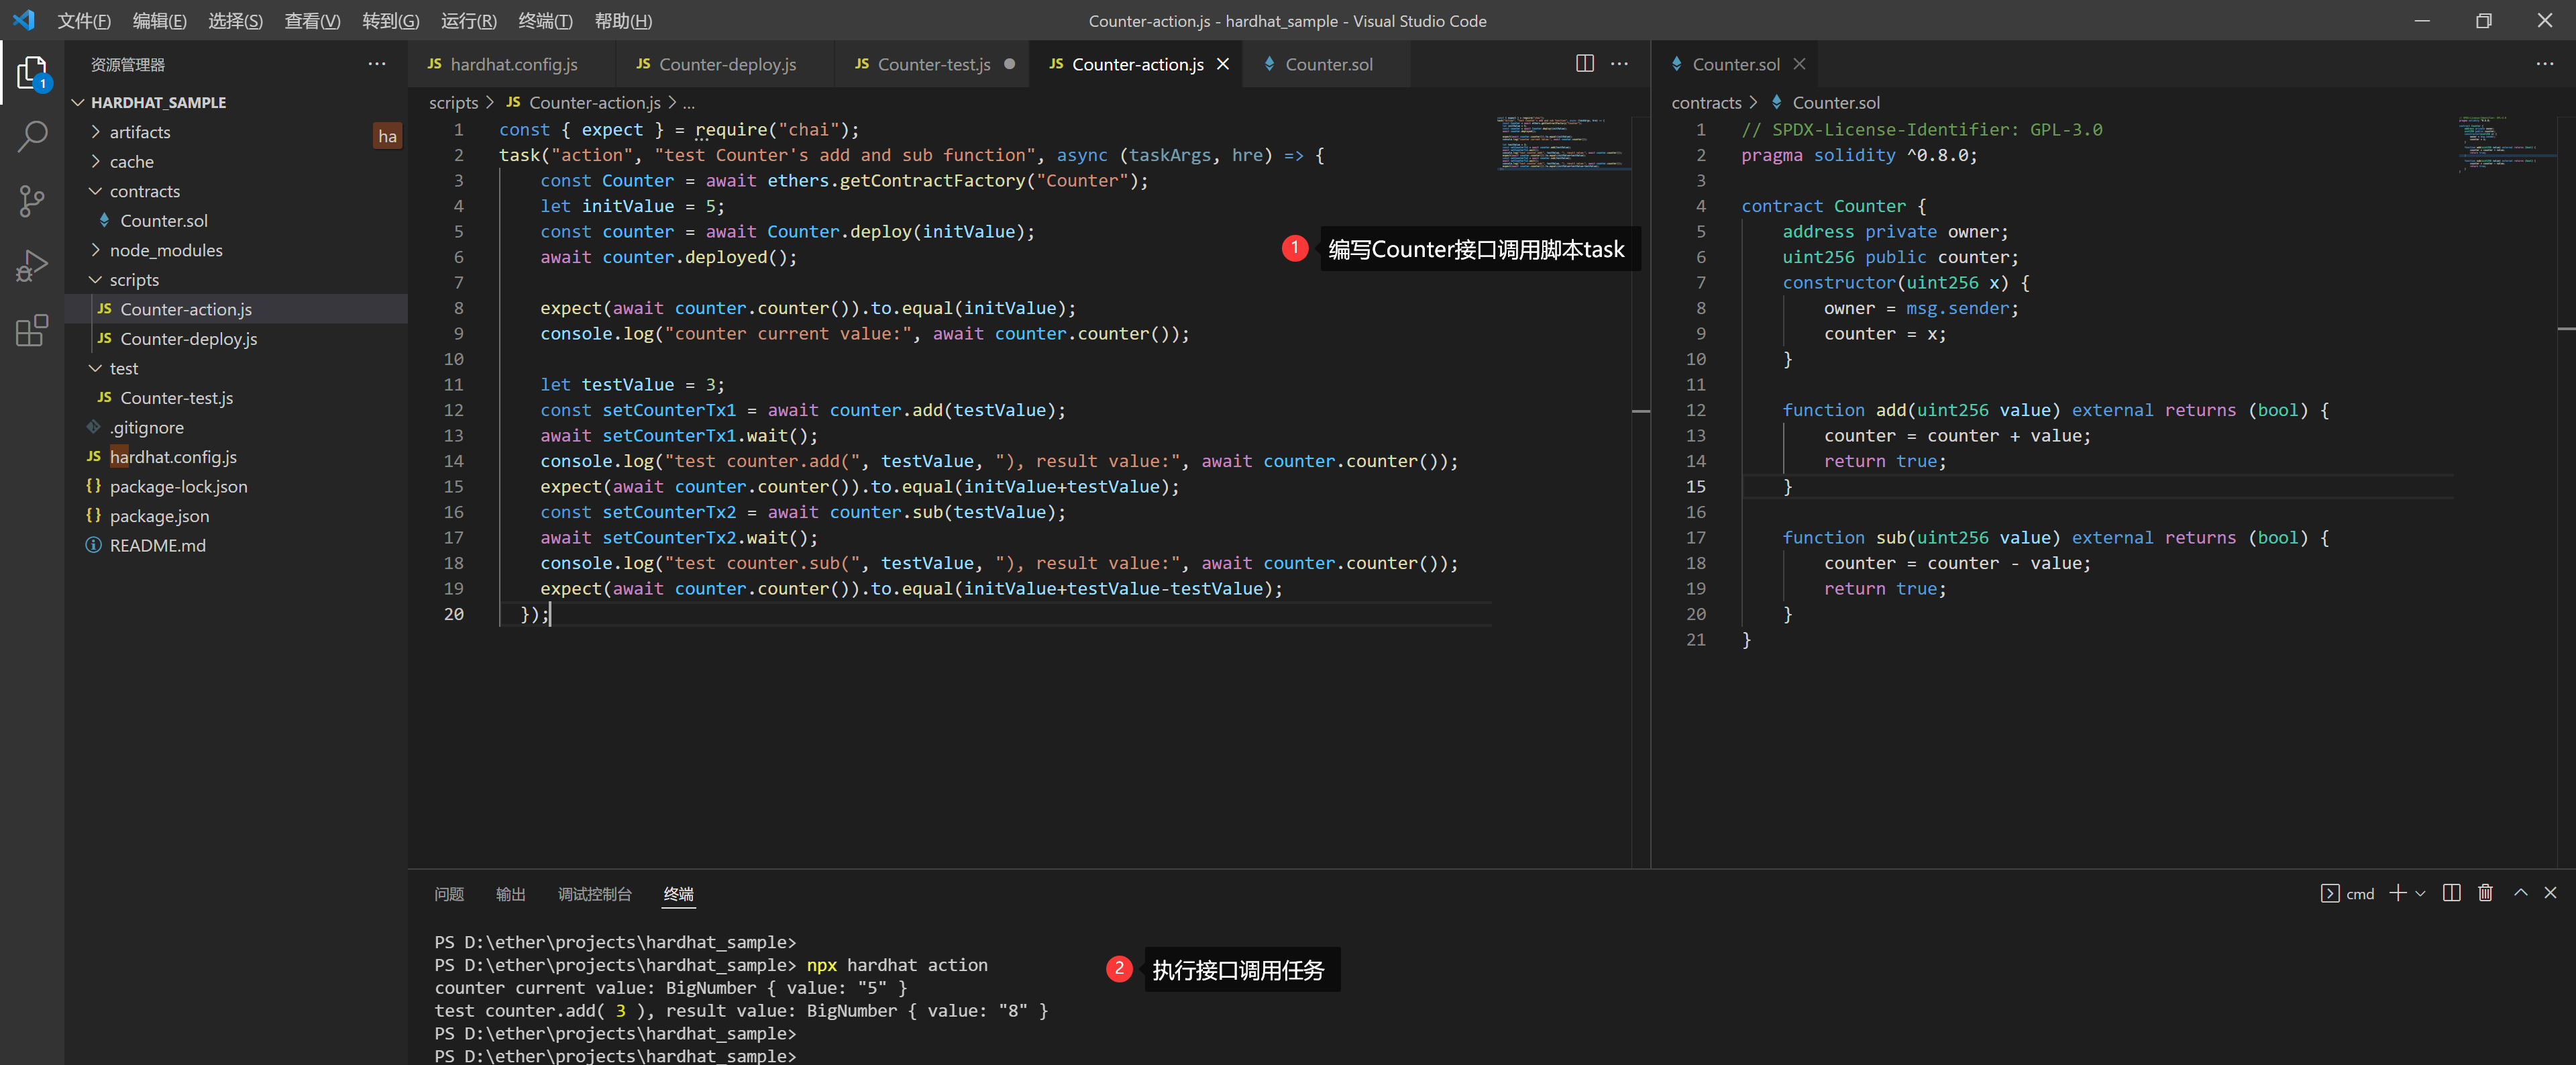 文件(F) 编辑(E) 选择(S) 查看(V) 转到(G) 运行(R) 终端(T) 帮助(H)
Counter-action.js - hardhat_sample - Visual Studio Code
1
资源管理器
HARDHAT_SAMPLE
artifacts
ha
cache
contracts
Counter.sol
node_modules
scripts
JS Counter-action.js
JS Counter-deploy.js
test
JS Counter-test.js
.gitignore
JS hardhat.config.js
{} package-lock.json
{} package.json
README.md
JS hardhat.config.js JS Counter-deploy.js JS Counter-test.js JS Counter-action.js Counter.sol
scripts > JS Counter-action.js > ...
1 const { expect } = require("chai");
2 task("action", "test Counter's add and sub function", async (taskArgs, hre) => {
3 const Counter = await ethers.getContractFactory("Counter");
4 let initValue = 5;
5 const counter = await Counter.deploy(initValue);
6 await counter.deployed();
7
8 expect(await counter.counter()).to.equal(initValue);
9 console.log("counter current value:", await counter.counter());
10
11 let testValue = 3;
12 const setCounterTx1 = await counter.add(testValue);
13 await setCounterTx1.wait();
14 console.log("test counter.add(", testValue, "), result value:", await counter.counter());
15 expect(await counter.counter()).to.equal(initValue+testValue);
16 const setCounterTx2 = await counter.sub(testValue);
17 await setCounterTx2.wait();
18 console.log("test counter.sub(", testValue, "), result value:", await counter.counter());
19 expect(await counter.counter()).to.equal(initValue+testValue-testValue);
20 });
1 编写Counter接口调用脚本task
Counter.sol
contracts > Counter.sol
1 // SPDX-License-Identifier: GPL-3.0
2 pragma solidity ^0.8.0;
3
4 contract Counter {
5 address private owner;
6 uint256 public counter;
7 constructor(uint256 x) {
8 owner = msg.sender;
9 counter = x;
10 }
11
12 function add(uint256 value) external returns (bool) {
13 counter = counter + value;
14 return true;
15 }
16
17 function sub(uint256 value) external returns (bool) {
18 counter = counter - value;
19 return true;
20 }
21 }
问题 输出 调试控制台 终端
cmd
PS D:\ether\projects\hardhat_sample>
PS D:\ether\projects\hardhat_sample> npx hardhat action
counter current value: BigNumber { value: "5" }
test counter.add( 3 ), result value: BigNumber { value: "8" }
PS D:\ether\projects\hardhat_sample>
PS D:\ether\projects\hardhat_sample>
2 执行接口调用任务